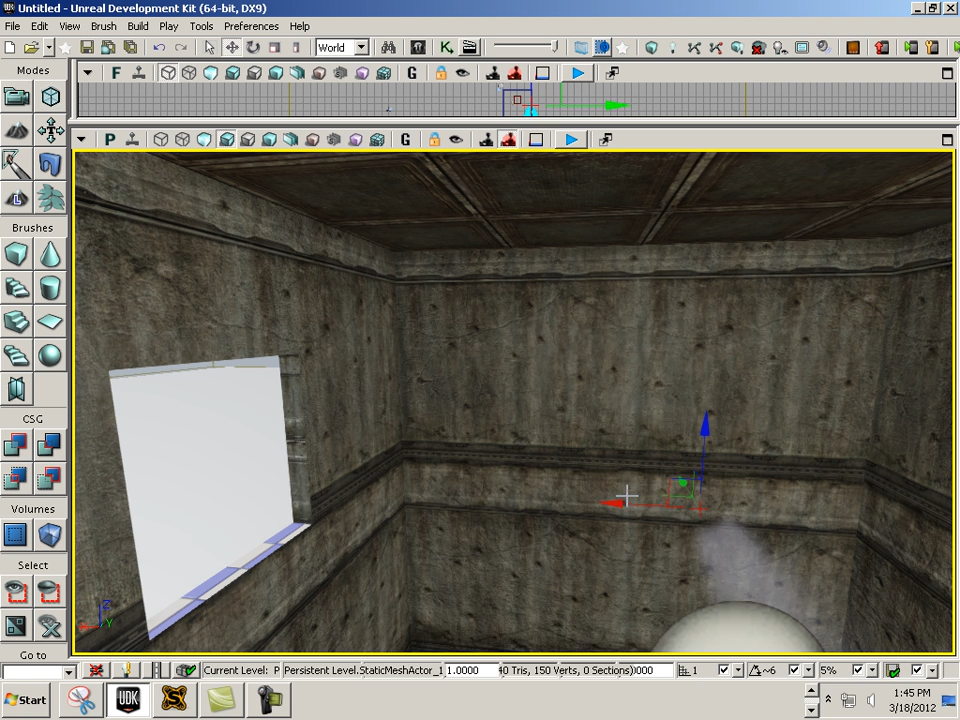 Untitled - Unreal Development Kit (64-bit, DX9)
File Edit View Brush Build Play Tools Preferences Help
World
Modes
F G
P G
L
Brushes
CSG
Volumes
Select
Go to
Z
Y
Current Level: P Persistent Level.StaticMeshActor_1 1.0000 40 Tris, 150 Verts, 0 Sections)0000 1 ~6 5%
Start UDK 1:45 PM
3/18/2012